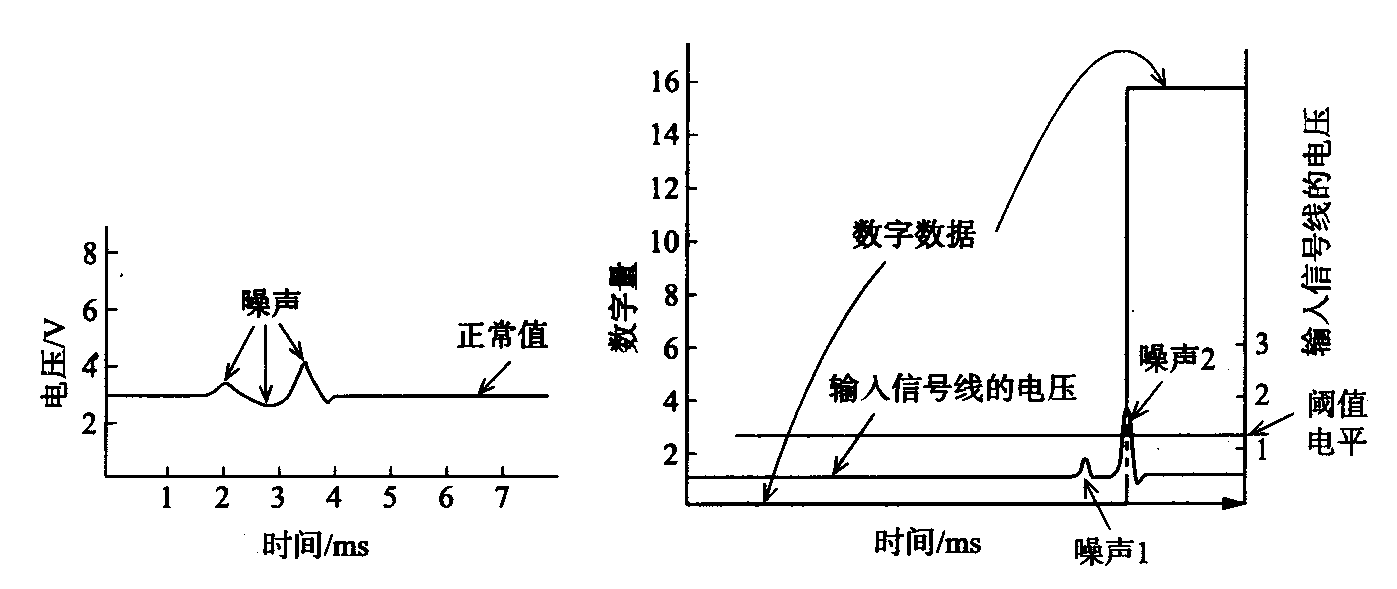 8
6
4
2
电压/V
噪声
正常值
1 2 3 4 5 6 7
时间/ms
16
14
12
10
8
6
4
2
数字量
数字数据
输入信号线的电压
噪声2
噪声1
时间/ms
3
2
1
输入信号线的电压
阈值
电平